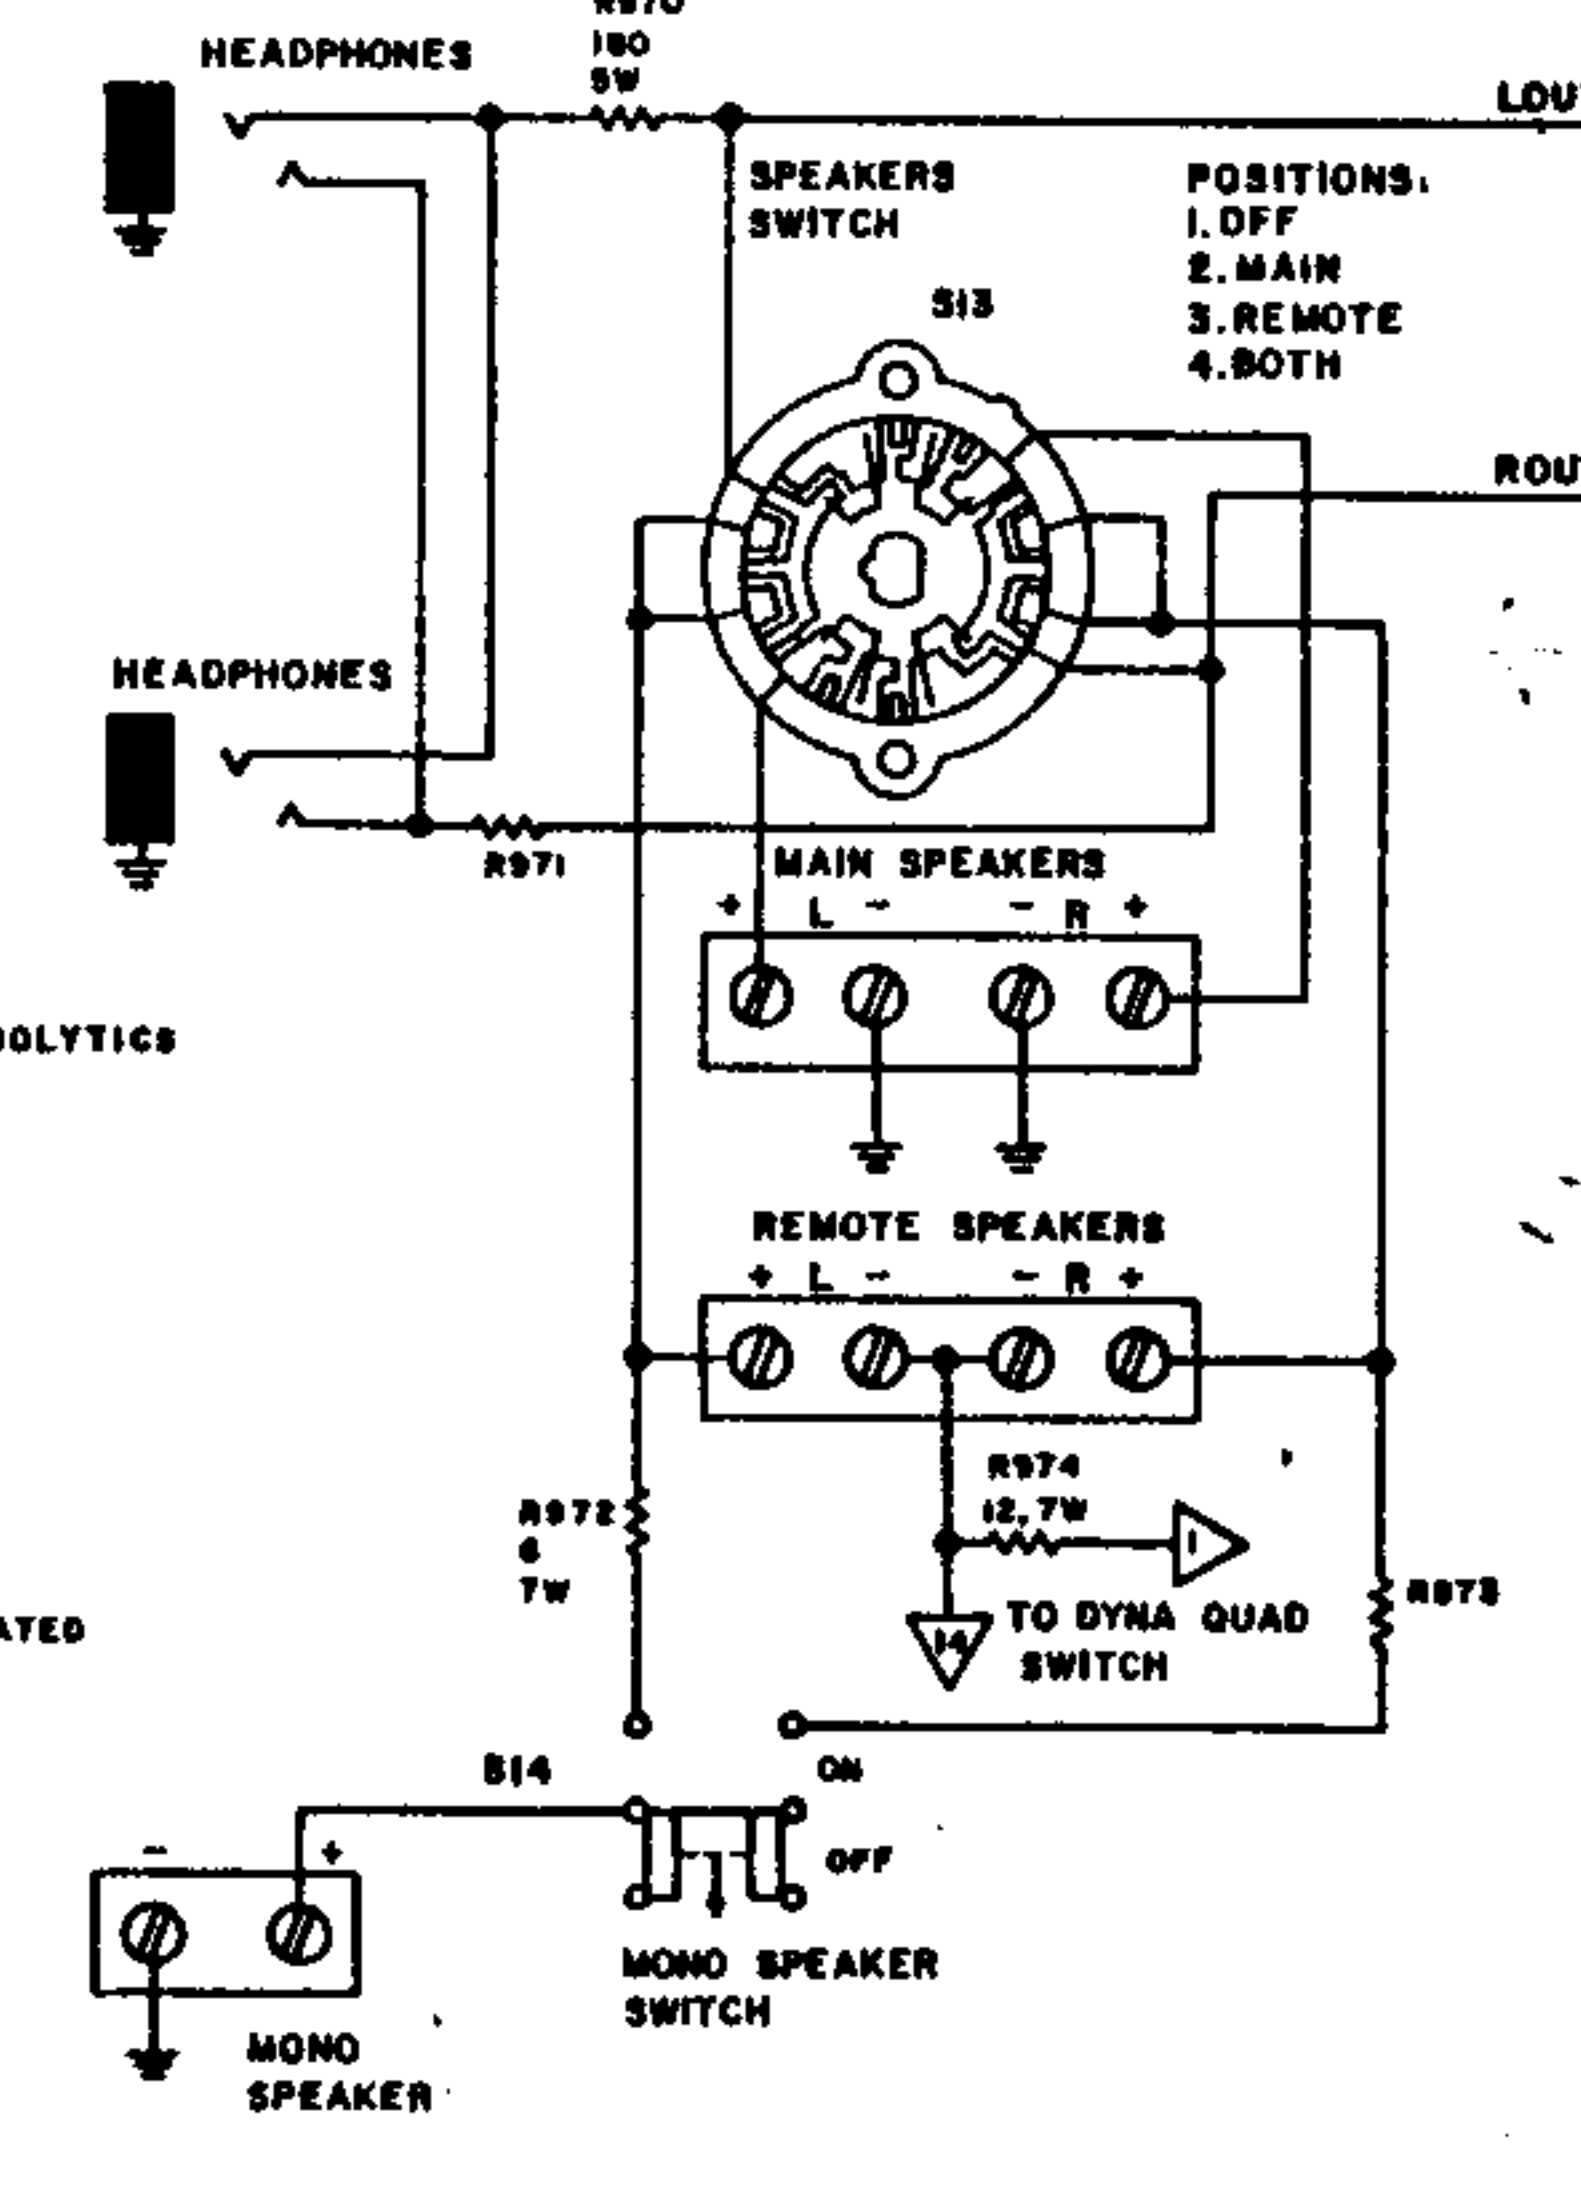 HEADPHONES
180
5W
SPEAKERS
SWITCH
POSITIONS:
1. OFF
2. MAIN
3. REMOTE
4. BOTH
S13
HEADPHONES
R971
MAIN SPEAKERS
+ L - - R +
REMOTE SPEAKERS
+ L - - R +
R974
12, 7W
1
R972
6
7W
R973
14
TO DYNA QUAD
SWITCH
S14
ON
OFF
- +
MONO SPEAKER
SWITCH
MONO
SPEAKER